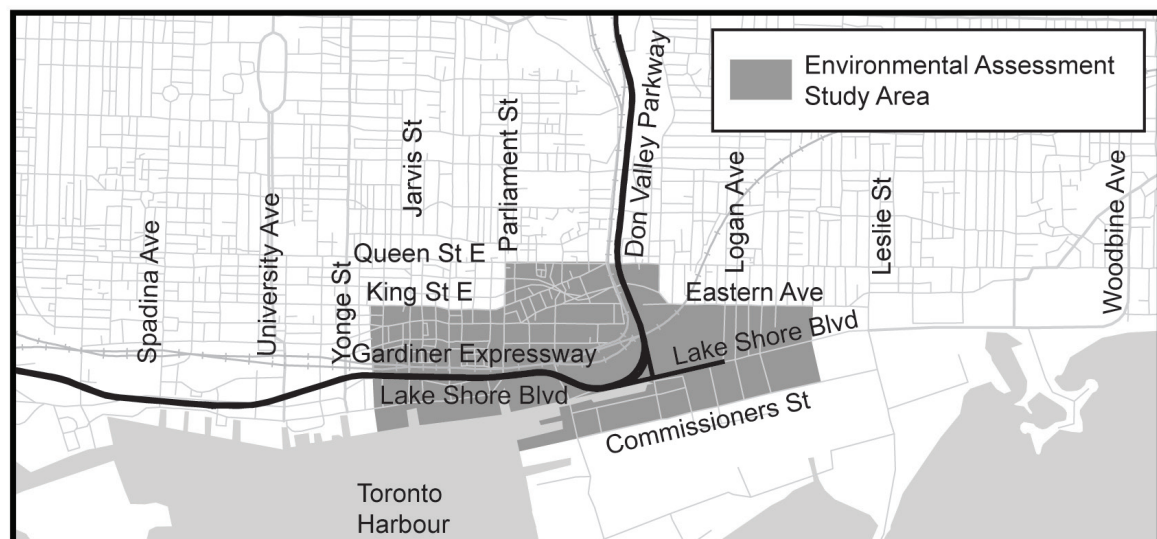 Environmental Assessment
Study Area
Spadina Ave
University Ave
Yonge St
Jarvis St
Parliament St
Don Valley Parkway
Logan Ave
Leslie St
Woodbine Ave
Queen St E
King St E
Eastern Ave
Gardiner Expressway
Lake Shore Blvd
Lake Shore Blvd
Commissioners St
Toronto
Harbour